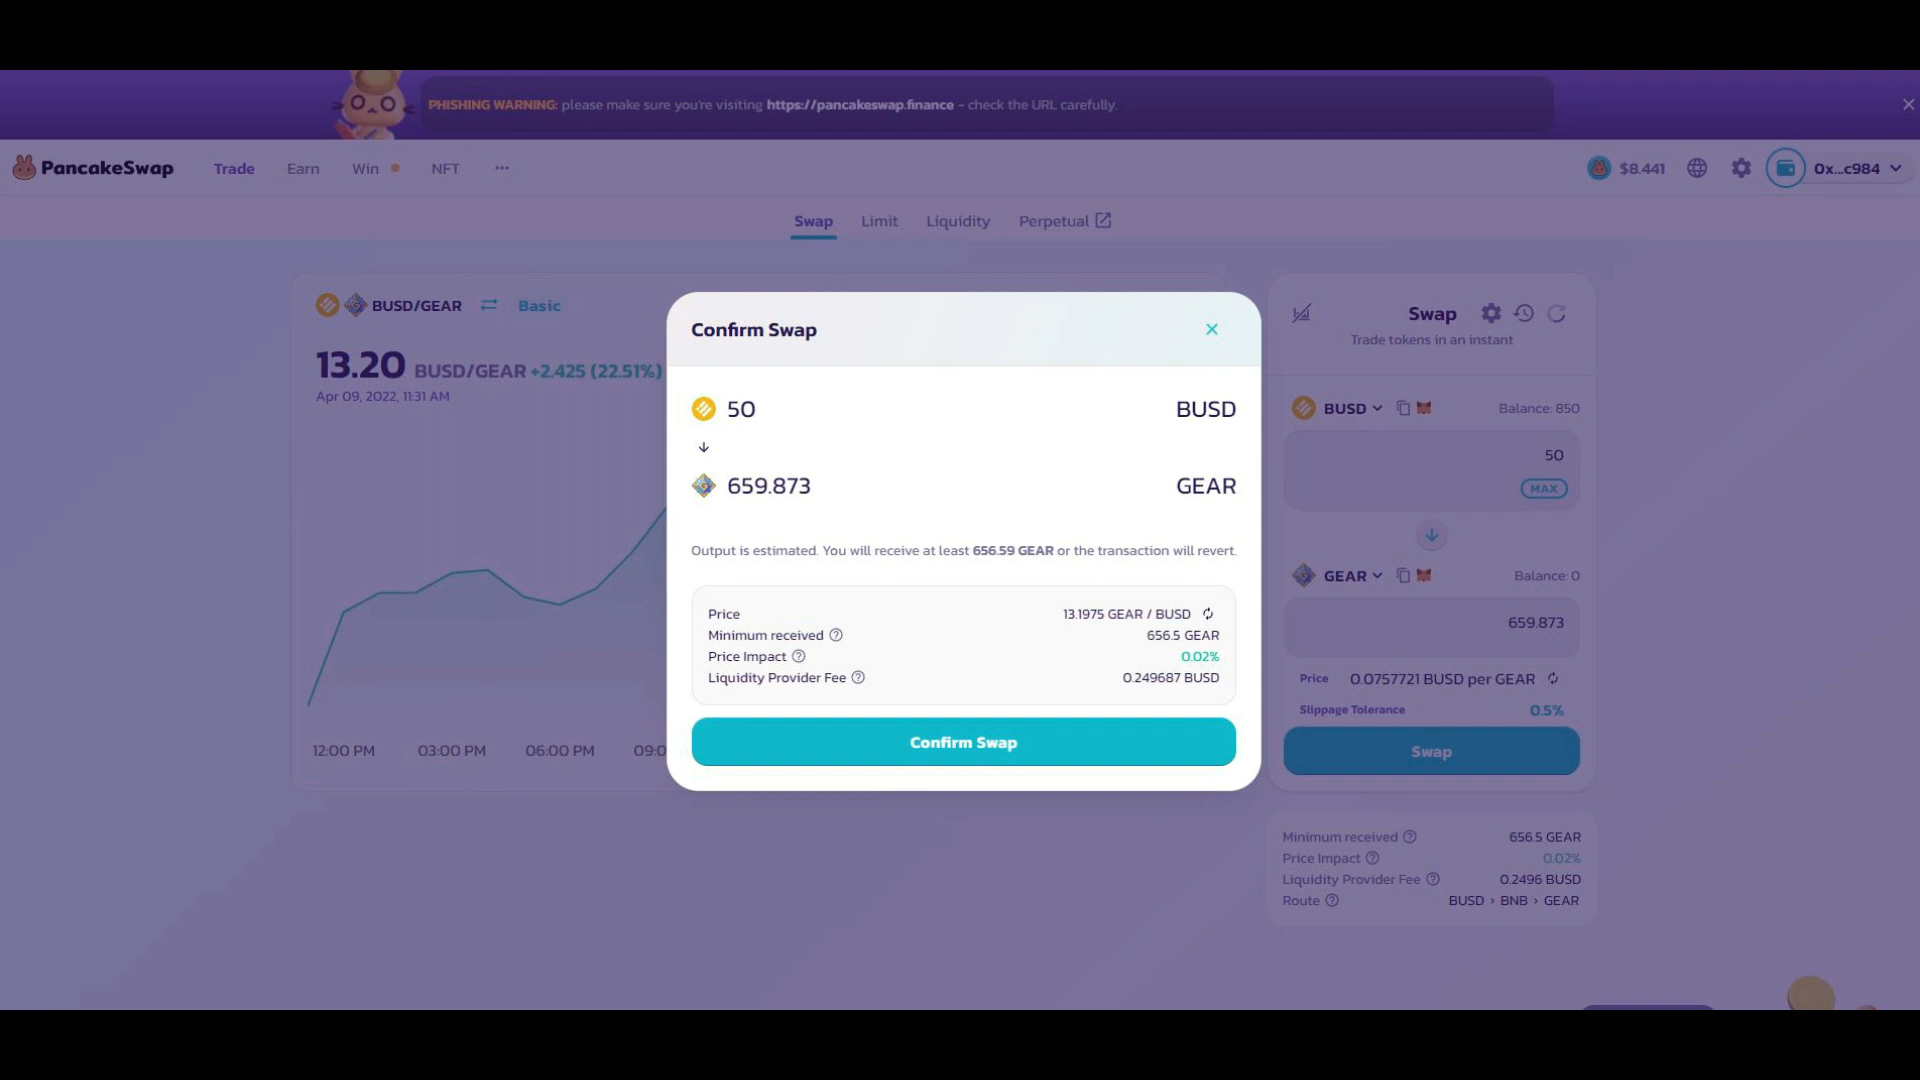 PHISHING WARNING: please make sure you're visiting https://pancakeswap.finance - check the URL carefully.
PancakeSwap Trade Earn Win NFT ... $8.441 0x...c984
Swap Limit Liquidity Perpetual
BUSD/GEAR Basic
13.20 BUSD/GEAR +2.425 (22.51%)
Apr 09, 2022, 11:31 AM
12:00 PM 03:00 PM 06:00 PM 09:0
Confirm Swap
50 BUSD
659.873 GEAR
Output is estimated. You will receive at least 656.59 GEAR or the transaction will revert.
Price 13.1975 GEAR / BUSD
Minimum received 656.5 GEAR
Price Impact 0.02%
Liquidity Provider Fee 0.249687 BUSD
Confirm Swap
Swap
Trade tokens in an instant
BUSD Balance: 850
50
MAX
GEAR Balance: 0
659.873
Price 0.0757721 BUSD per GEAR
Slippage Tolerance 0.5%
Swap
Minimum received 656.5 GEAR
Price Impact 0.02%
Liquidity Provider Fee 0.2496 BUSD
Route BUSD > BNB > GEAR